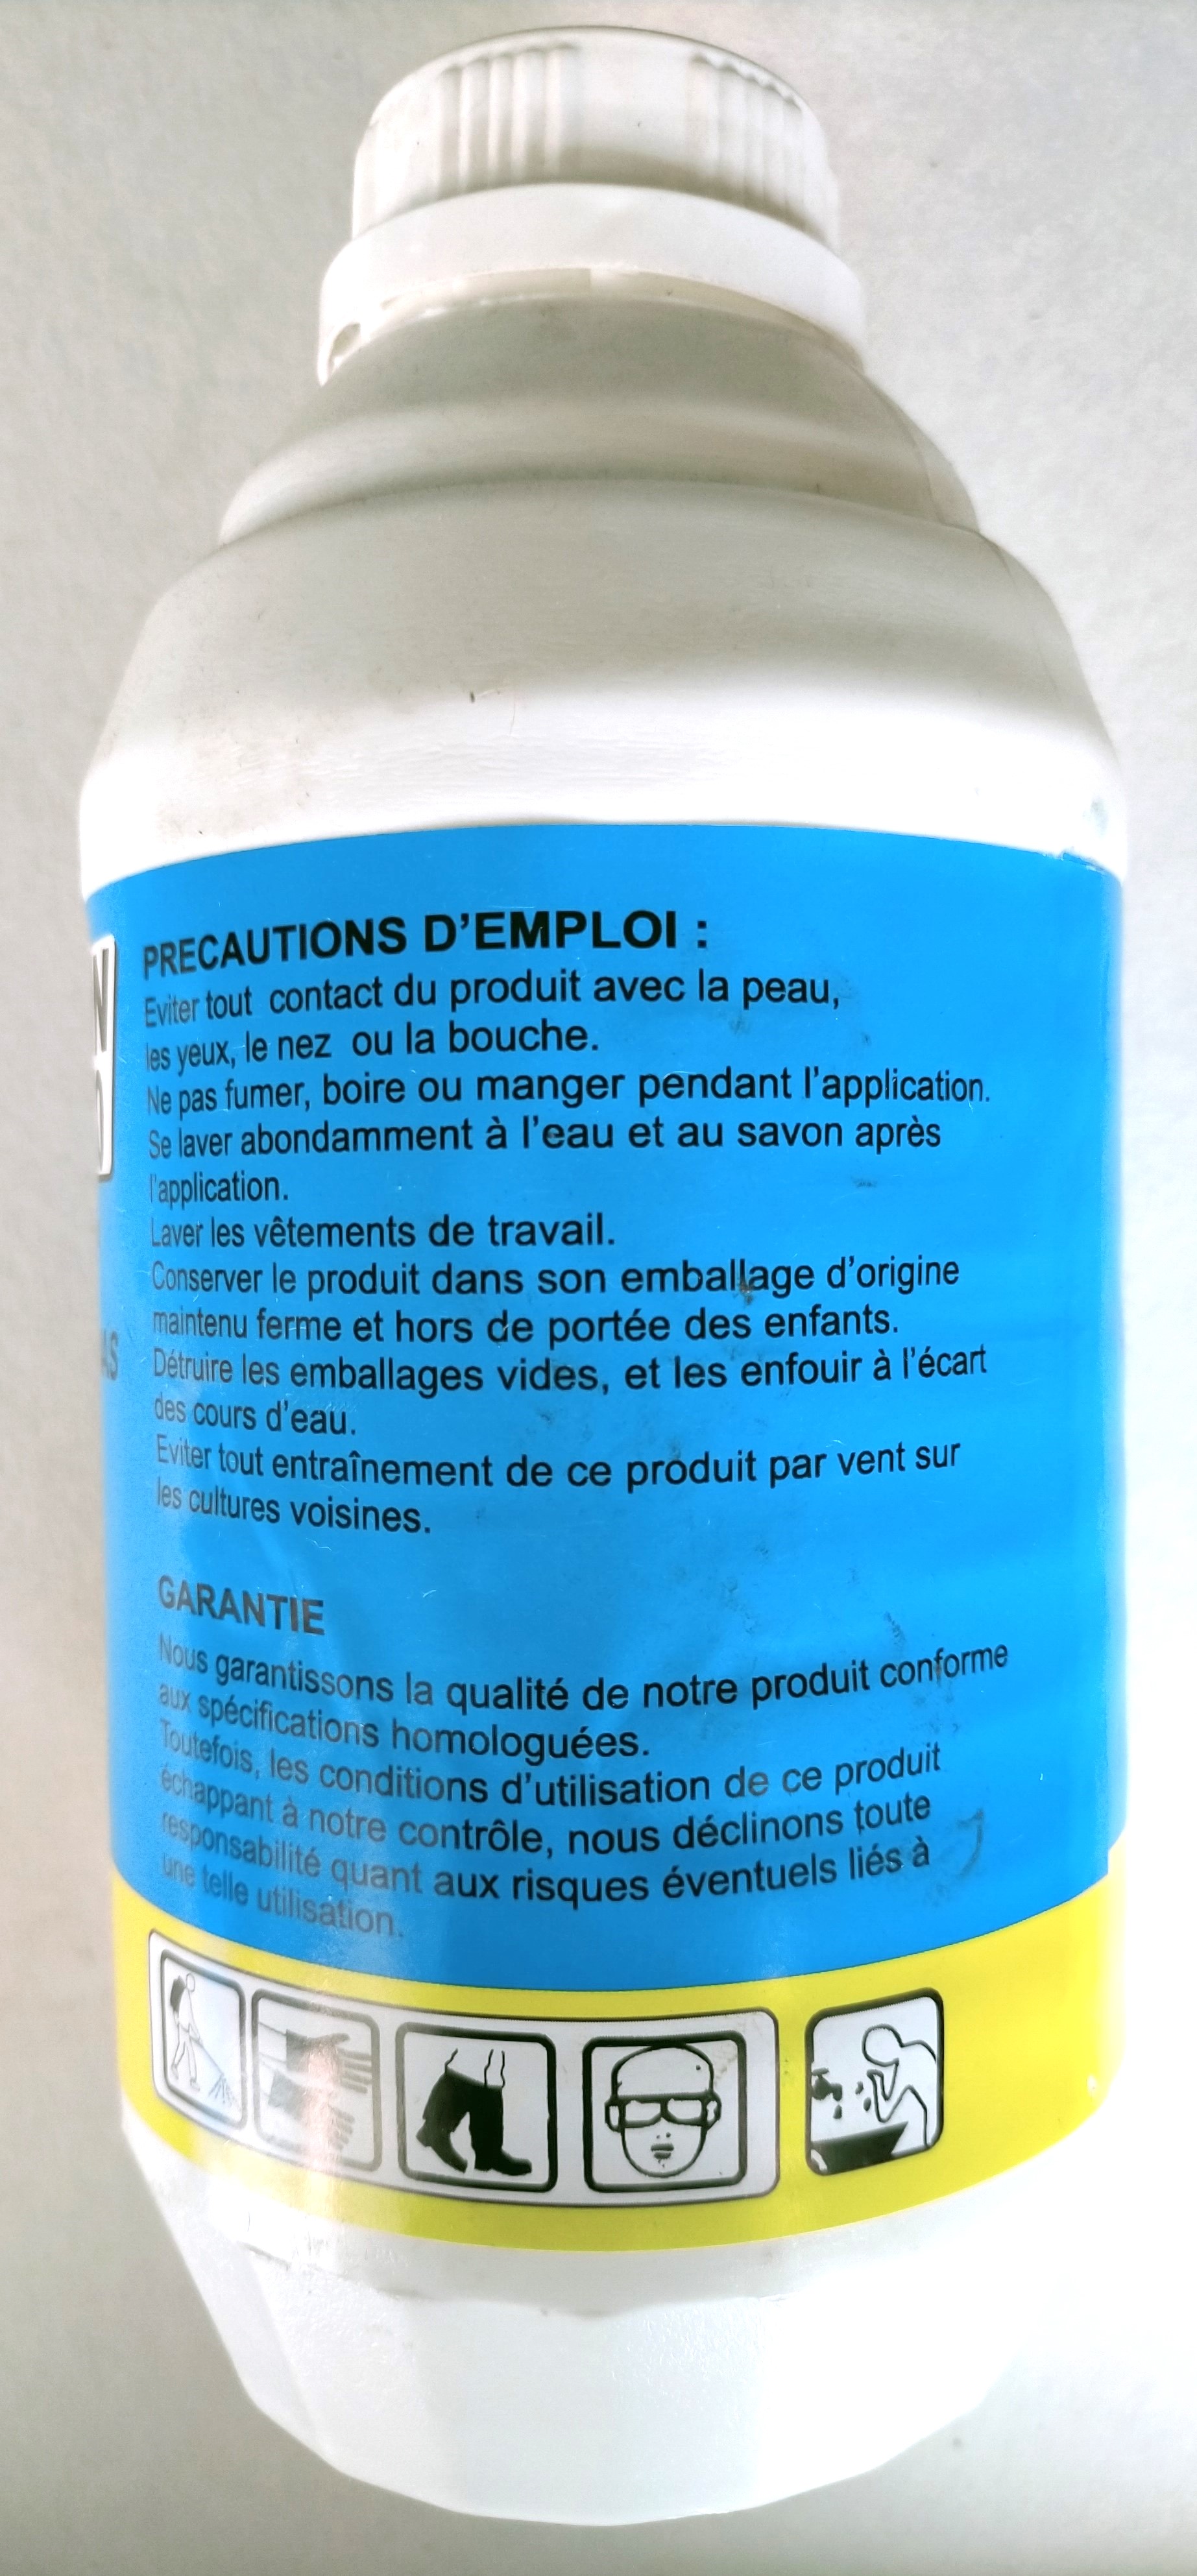 PRECAUTIONS D'EMPLOI :
Eviter tout contact du produit avec la peau,
les yeux, le nez ou la bouche.
Ne pas fumer, boire ou manger pendant l'application.
Se laver abondamment à l'eau et au savon après
l'application.
Laver les vêtements de travail.
Conserver le produit dans son emballage d'origine
maintenu ferme et hors de portée des enfants.
Détruire les emballages vides, et les enfouir à l'écart
des cours d'eau.
Eviter tout entraînement de ce produit par vent sur
les cultures voisines.
GARANTIE
Nous garantissons la qualité de notre produit conforme
aux spécifications homologuées.
Toutefois, les conditions d'utilisation de ce produit
échappant à notre contrôle, nous déclinons toute
responsabilité quant aux risques éventuels liés à
une telle utilisation.